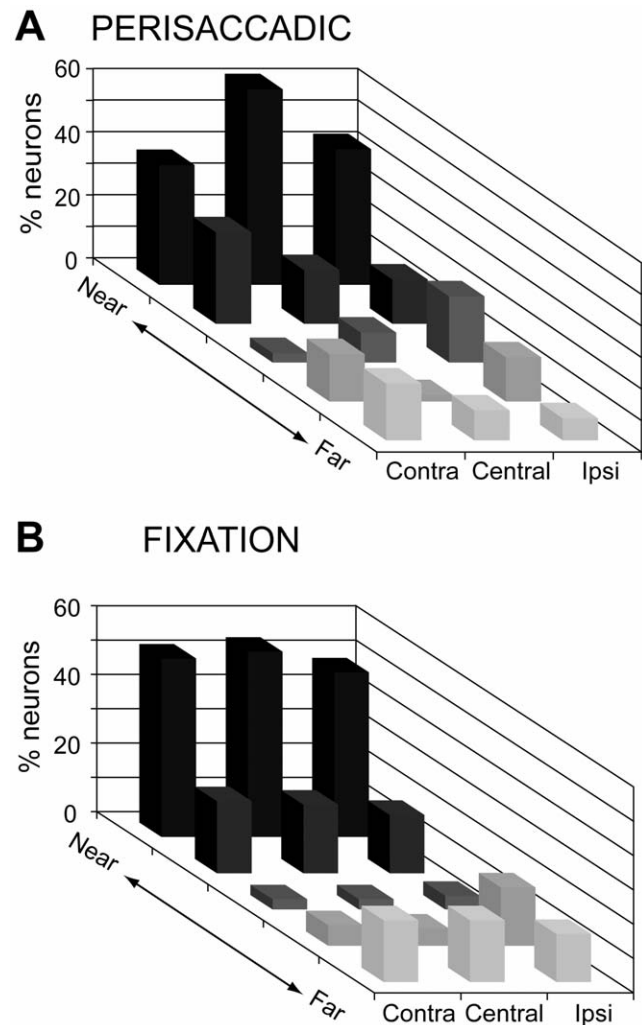 A PERISACCADIC
60
40
20
0
% neurons
Near
Far
Contra Central Ipsi
B FIXATION
60
40
20
0
% neurons
Near
Far
Contra Central Ipsi